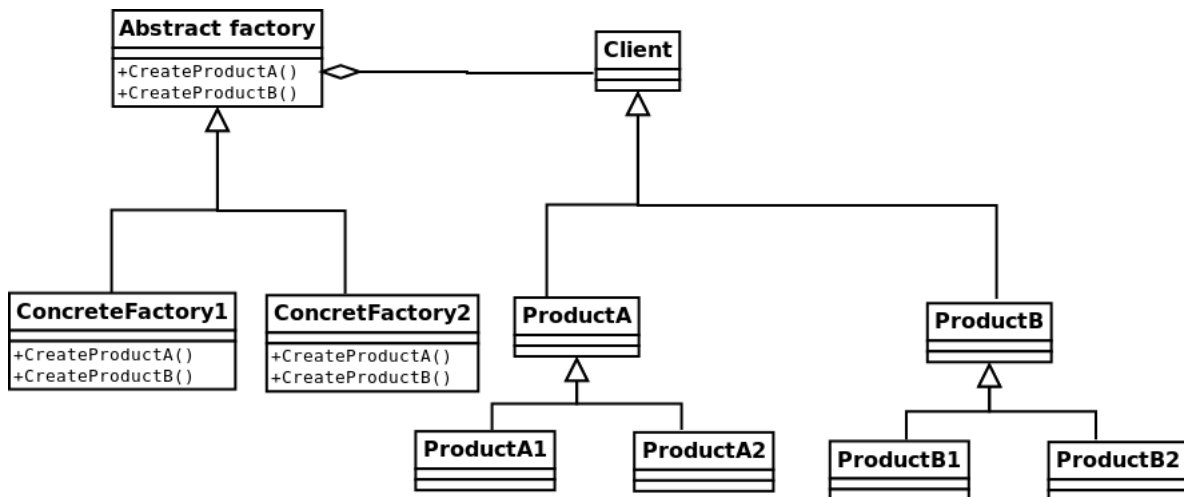 Abstract factory
+CreateProductA()
+CreateProductB()
Client
ConcreteFactory1
+CreateProductA()
+CreateProductB()
ConcretFactory2
+CreateProductA()
+CreateProductB()
ProductA
ProductB
ProductA1
ProductA2
ProductB1
ProductB2